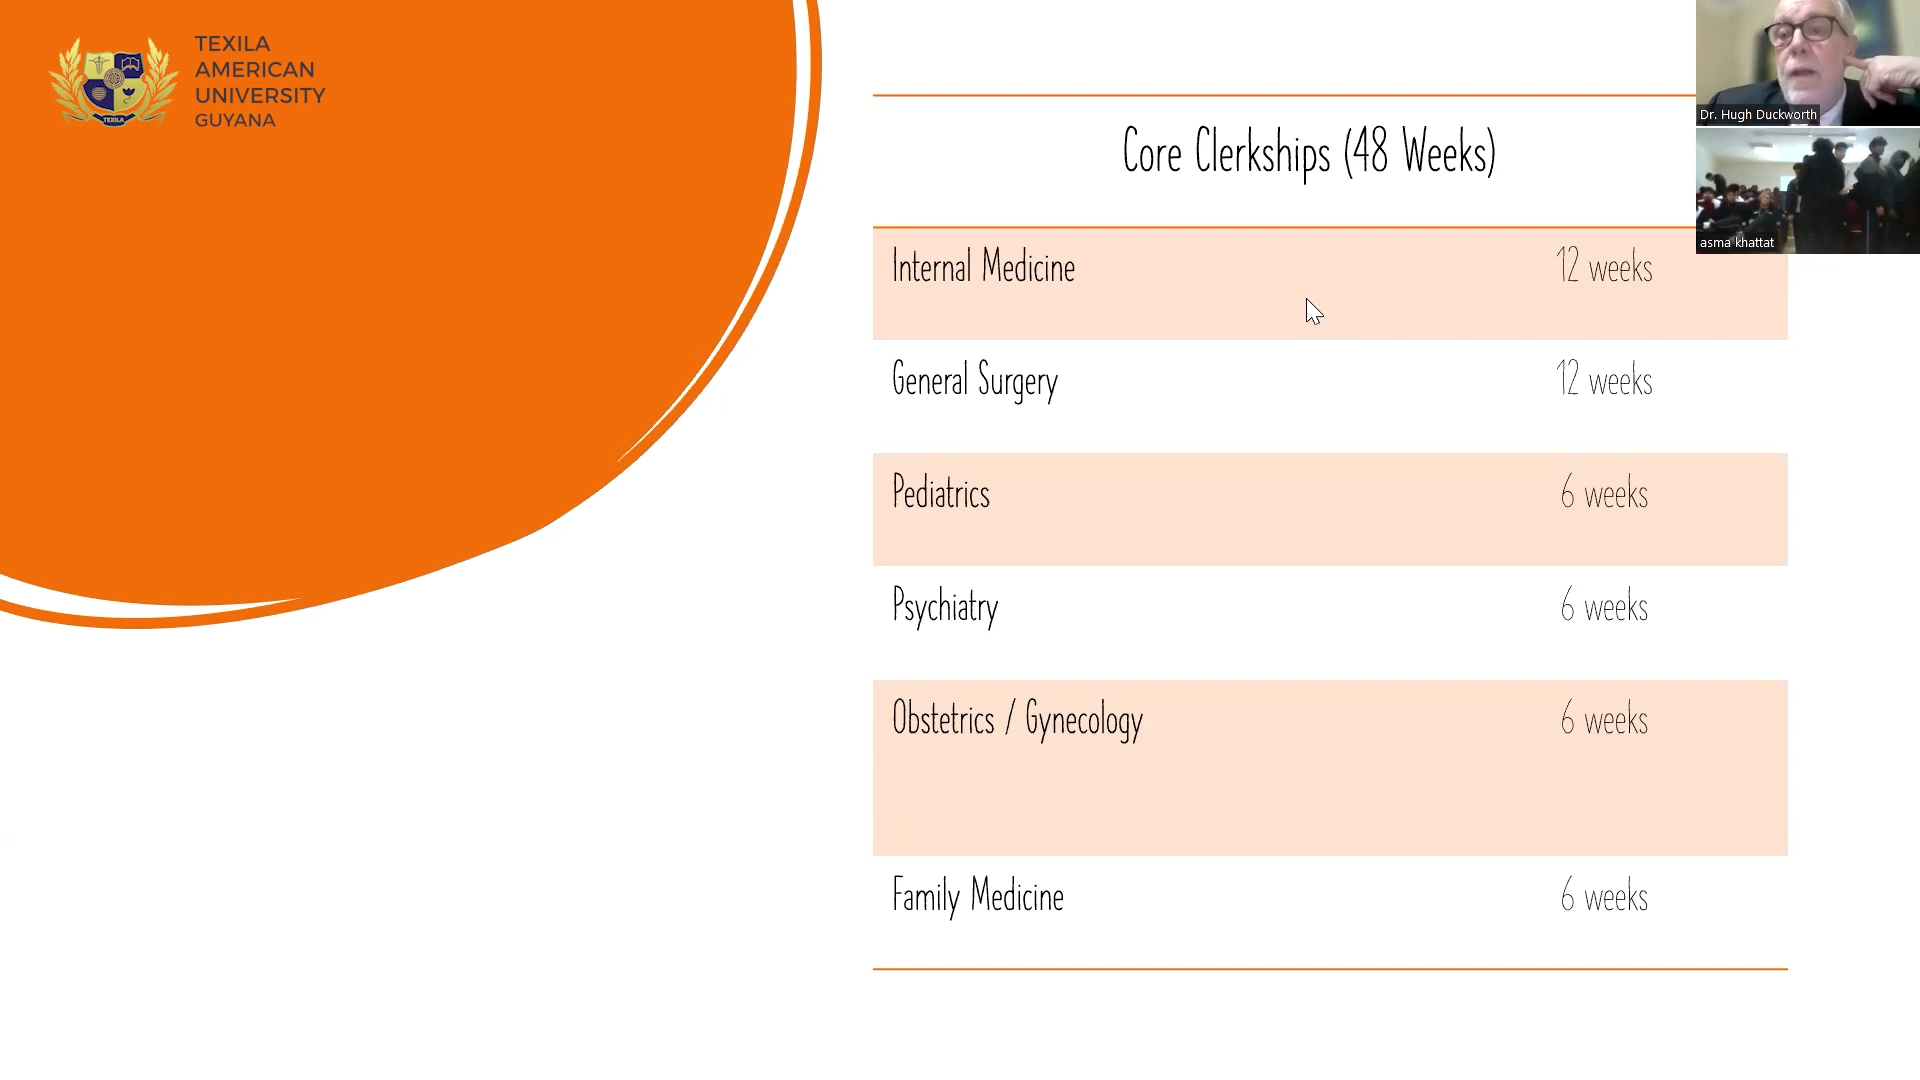 TEXILA
AMERICAN
UNIVERSITY
GUYANA
TEXILA
Core Clerkships (48 Weeks)
Internal Medicine 12 weeks
General Surgery 12 weeks
Pediatrics 6 weeks
Psychiatry 6 weeks
Obstetrics / Gynecology 6 weeks
Family Medicine 6 weeks
Dr. Hugh Duckworth
asma khattat